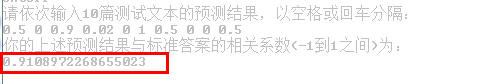 请依次输入10篇测试文本的预测结果，以空格或回车分隔：
0.5 0 0.9 0.02 0 1 0.5 0 0 0.5
你的上述预测结果与标准答案的相关系数(-1到1之间)为：
0.9108972268655023